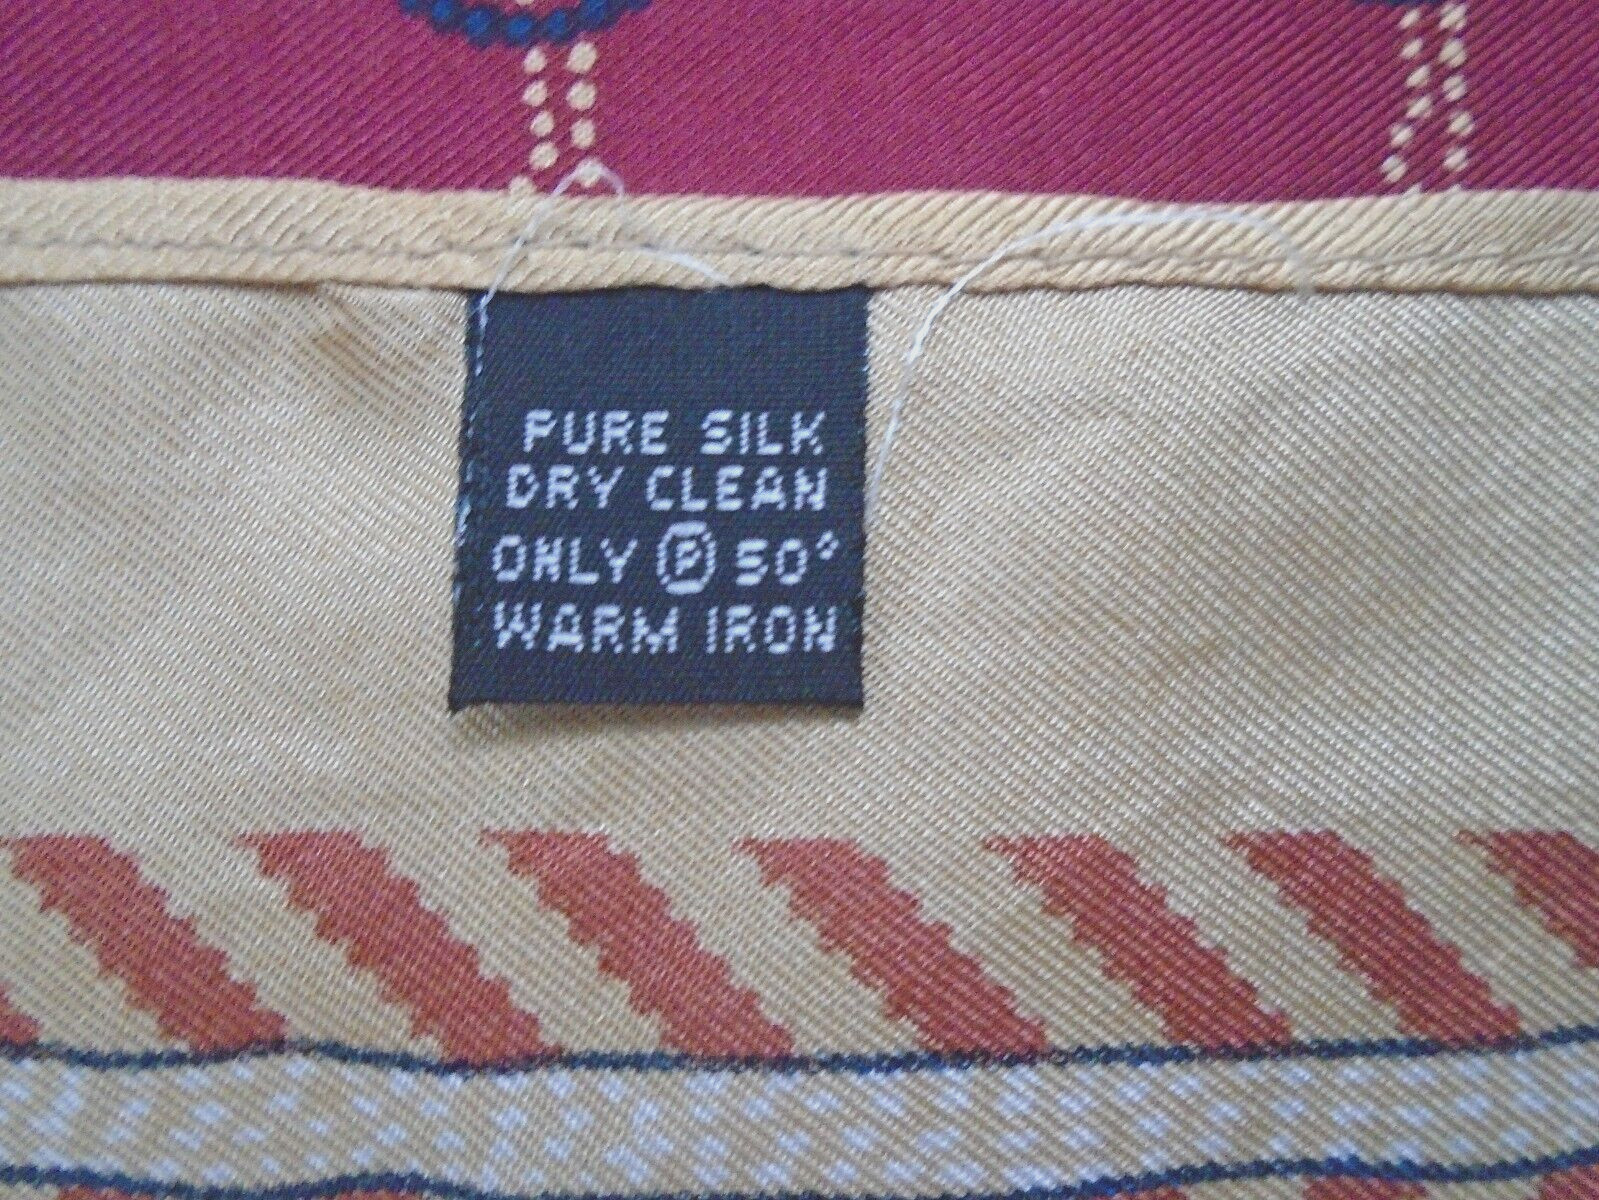 PURE SILK
DRY CLEAN
ONLY Ⓟ 50°
WARM IRON